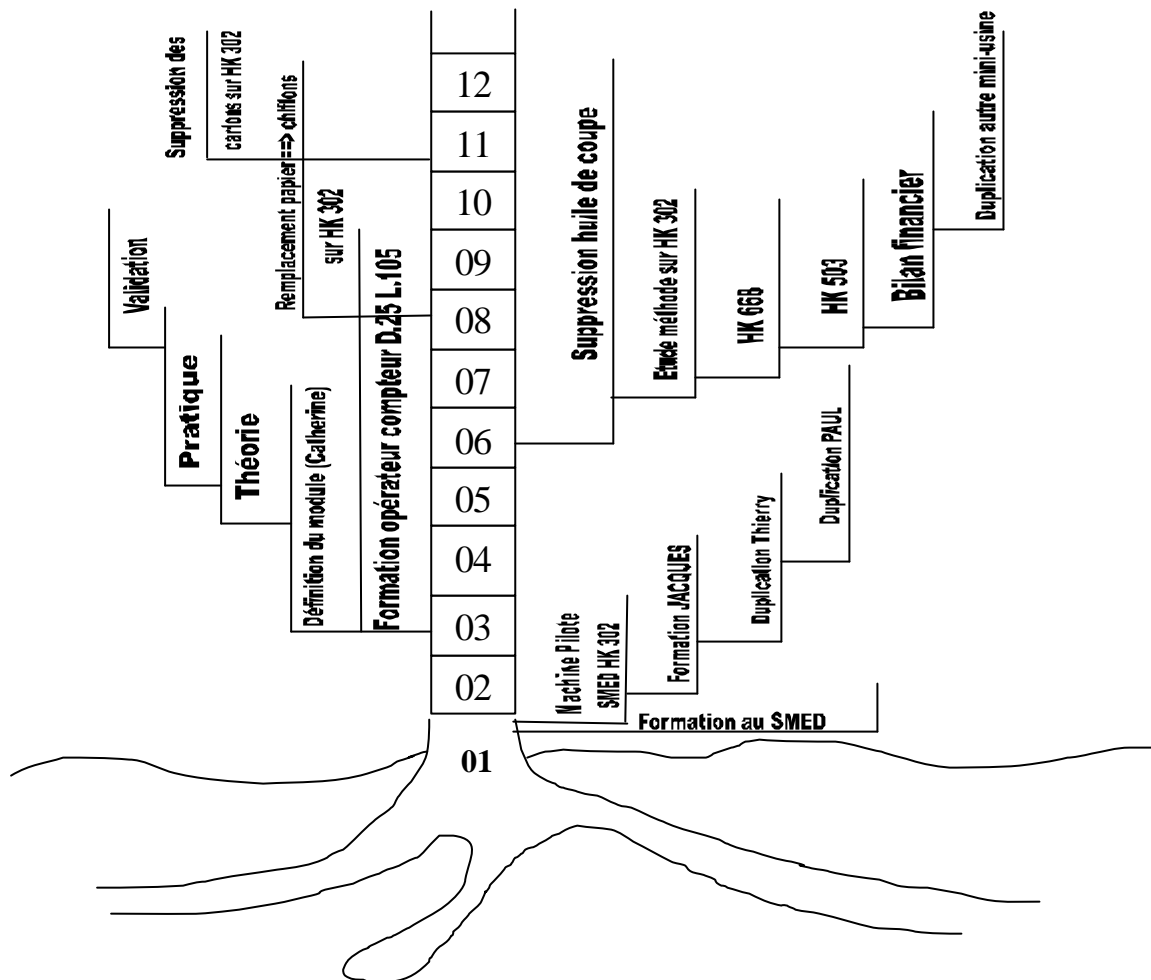 Suppression des
cartons sur HK 302
Remplacement papier==> chiffons
sur HK 302
Validation
Pratique
Théorie
Définition du module (Catherine)
Formation opérateur compteur D.25 L.105
12
11
10
09
08
07
06
05
04
03
02
01
Suppression huile de coupe
Etude méthode sur HK 302
HK 668
HK 503
Bilan financier
Duplication autre mini-usine
Machine Pilote
SMED HK 302
Formation JACQUES
Duplication Thierry
Duplication PAUL
Formation au SMED